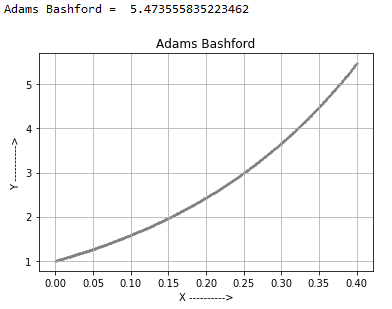 Adams Bashford =  5.473555835223462
Adams Bashford
5
4
3
2
1
Y ---------->
0.00 0.05 0.10 0.15 0.20 0.25 0.30 0.35 0.40
X ---------->